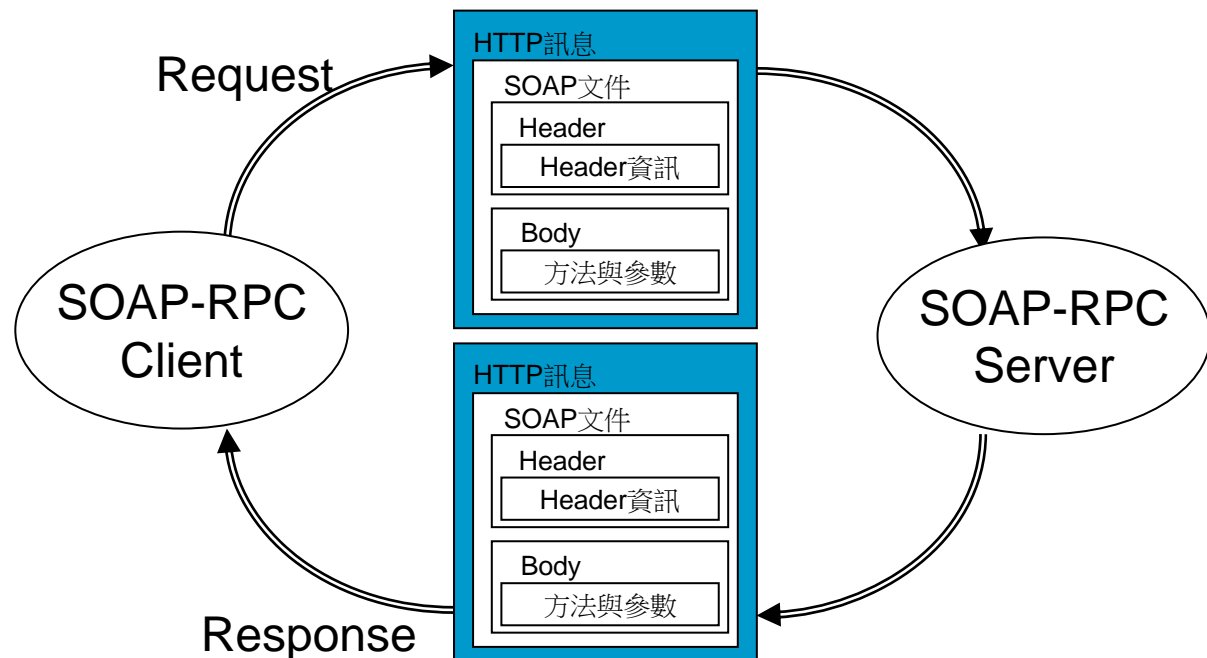 Request
HTTP訊息
SOAP文件
Header
Header資訊
Body
方法與參數
SOAP-RPC
Client
SOAP-RPC
Server
HTTP訊息
SOAP文件
Header
Header資訊
Body
方法與參數
Response